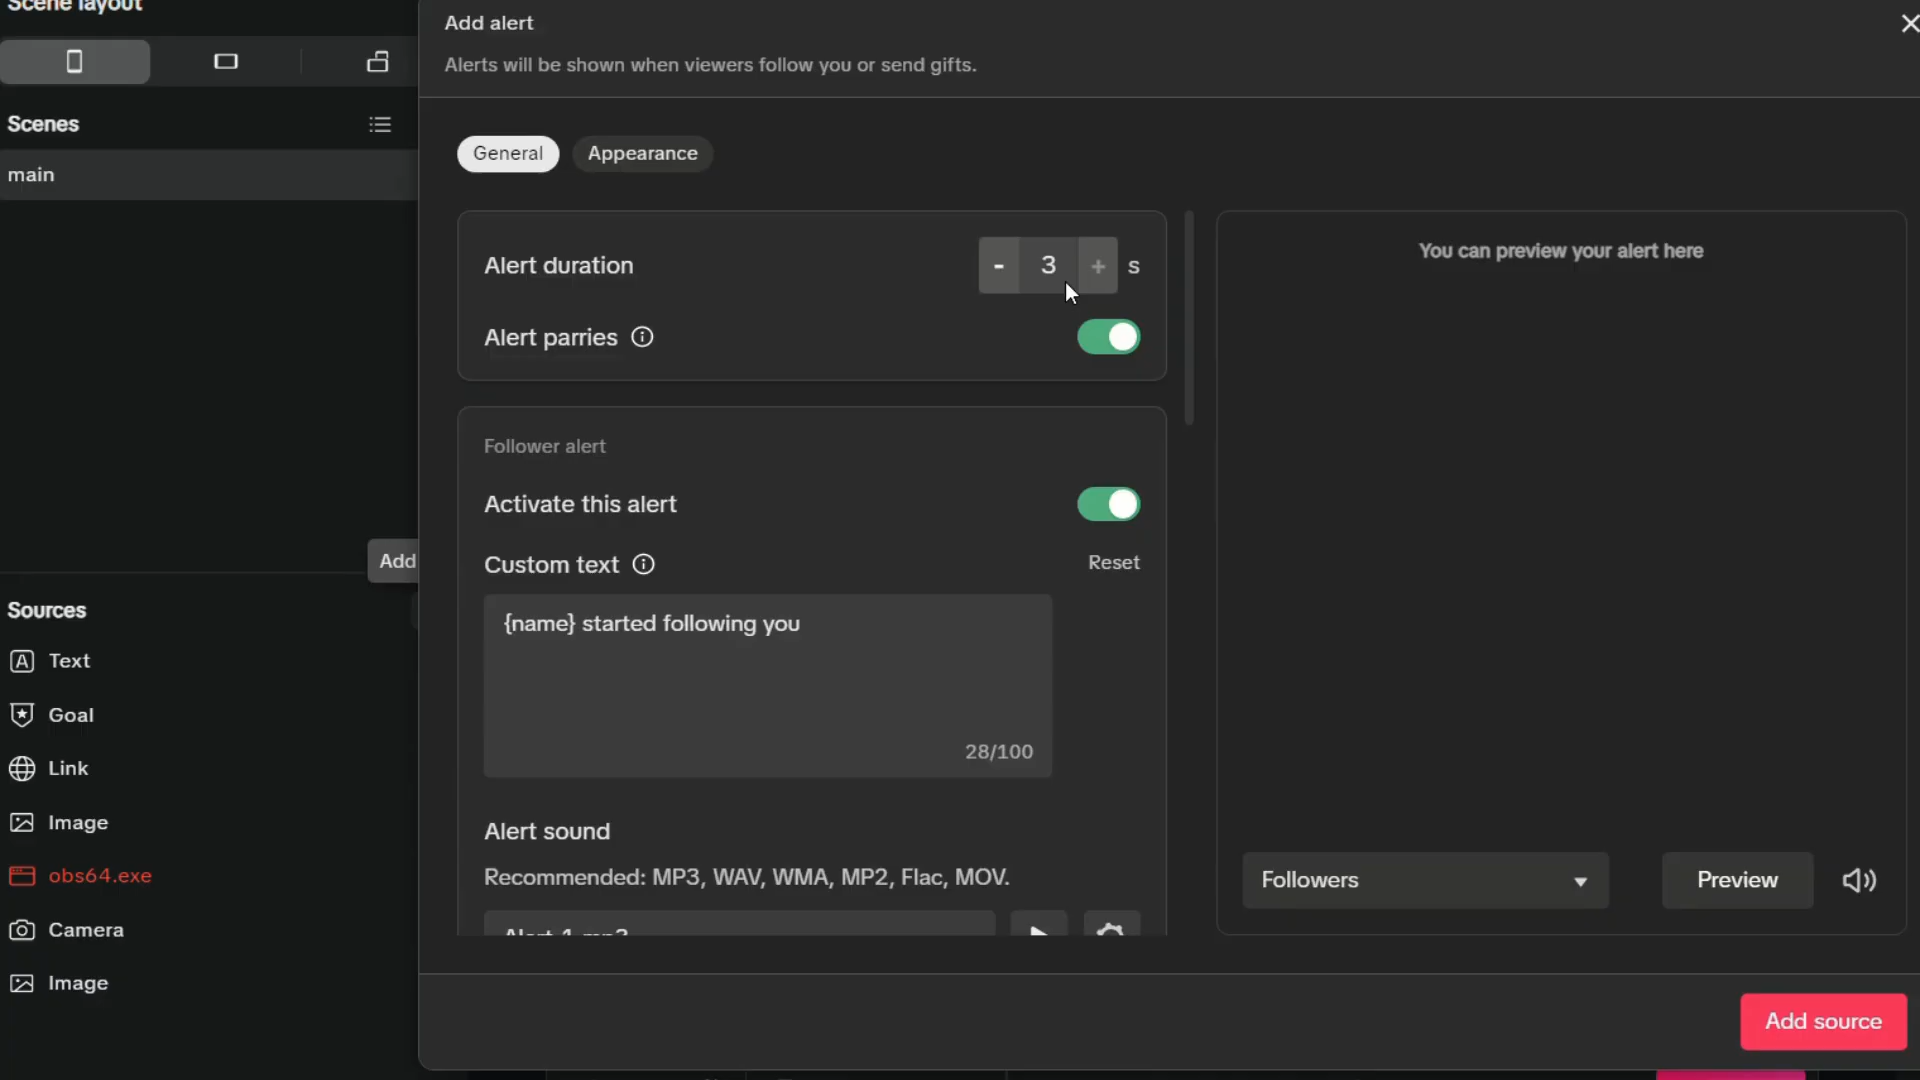 Scene layout
Scenes
main
Add
Sources
Text
Goal
Link
Image
obs64.exe
Camera
Image
Add alert
Alerts will be shown when viewers follow you or send gifts.
General
Appearance
Alert duration
- 3 + s
Alert parries
Follower alert
Activate this alert
Custom text
Reset
{name} started following you
28/100
Alert sound
Recommended: MP3, WAV, WMA, MP2, Flac, MOV.
Alert 1.mp3
You can preview your alert here
Followers
Preview
Add source